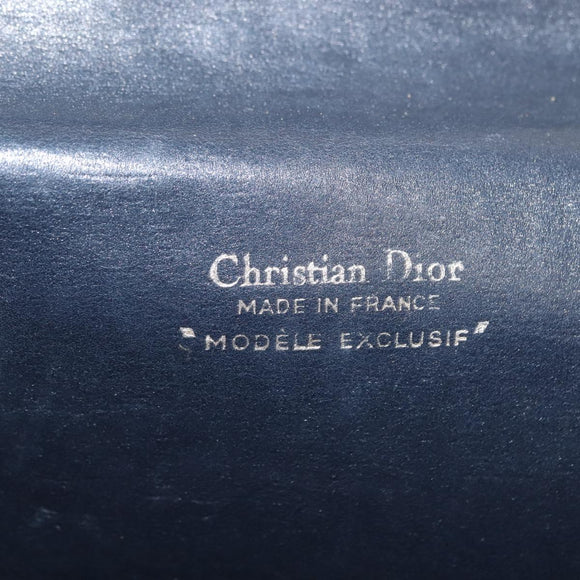 Christian Dior
MADE IN FRANCE
"MODÈLE EXCLUSIF"